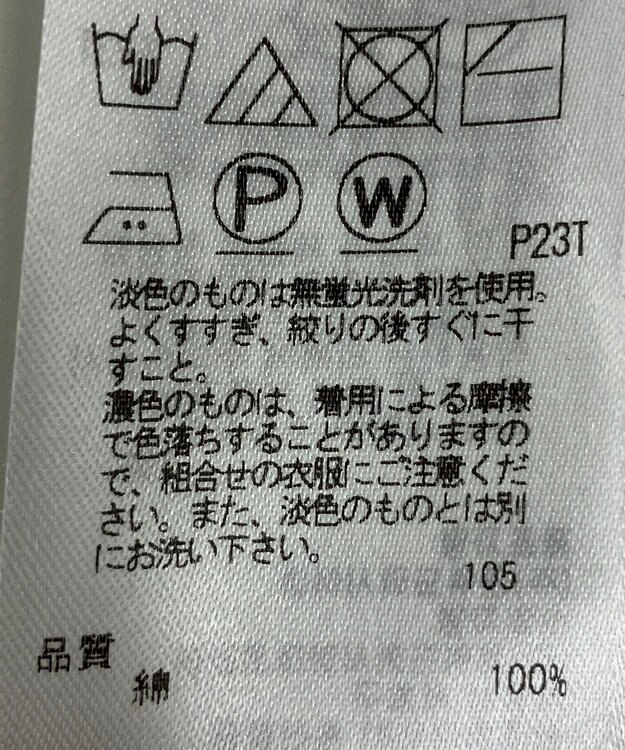 P W
P23T
淡色のものは無蛍光洗剤を使用。
よくすすぎ、絞りの後すぐに干
すこと。
濃色のものは、着用による摩擦
で色落ちすることがありますの
で、組合せの衣服にご注意くだ
さい。また、淡色のものとは別
にお洗い下さい。
105
品質
綿 100%